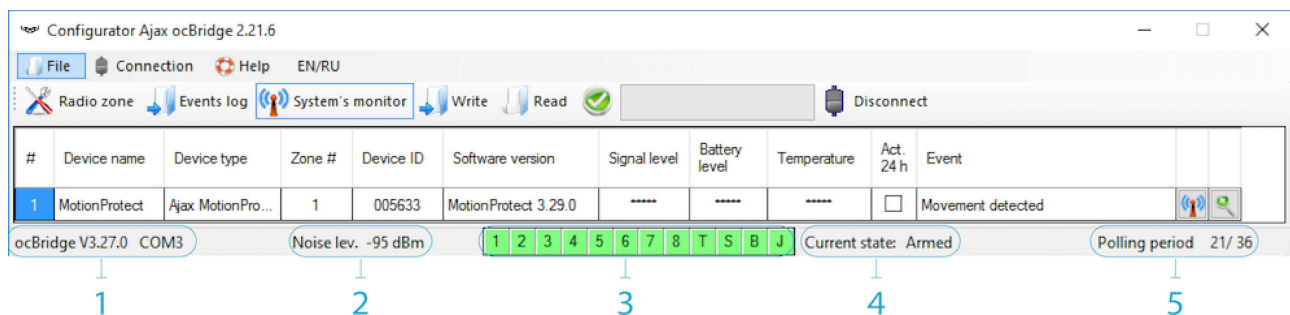 Configurator Ajax ocBridge 2.21.6
File Connection Help EN/RU
Radio zone Events log System's monitor Write Read Disconnect
# Device name Device type Zone # Device ID Software version Signal level Battery level Temperature Act. 24 h Event
1 MotionProtect Ajax MotionPro... 1 005633 MotionProtect 3.29.0 ***** ***** ***** Movement detected
ocBridge V3.27.0 COM3 Noise lev. -95 dBm 1 2 3 4 5 6 7 8 T S B J Current state: Armed Polling period 21/ 36
1 2 3 4 5